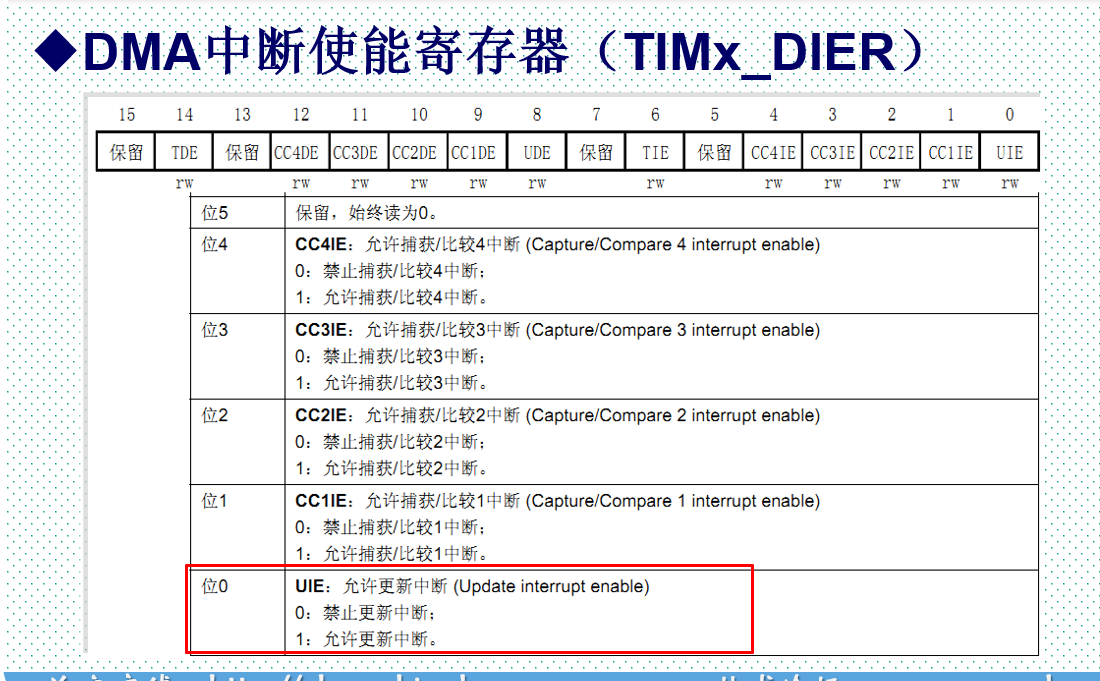 ◆DMA中断使能寄存器（TIMx_DIER）
15 14 13 12 11 10 9 8 7 6 5 4 3 2 1 0
保留 TDE 保留 CC4DE CC3DE CC2DE CC1DE UDE 保留 TIE 保留 CC4IE CC3IE CC2IE CC1IE UIE
rw rw rw rw rw rw rw rw rw rw rw rw
位5 保留，始终读为0。
位4 CC4IE：允许捕获/比较4中断 (Capture/Compare 4 interrupt enable)
0：禁止捕获/比较4中断；
1：允许捕获/比较4中断。
位3 CC3IE：允许捕获/比较3中断 (Capture/Compare 3 interrupt enable)
0：禁止捕获/比较3中断；
1：允许捕获/比较3中断。
位2 CC2IE：允许捕获/比较2中断 (Capture/Compare 2 interrupt enable)
0：禁止捕获/比较2中断；
1：允许捕获/比较2中断。
位1 CC1IE：允许捕获/比较1中断 (Capture/Compare 1 interrupt enable)
0：禁止捕获/比较1中断；
1：允许捕获/比较1中断。
位0 UIE：允许更新中断 (Update interrupt enable)
0：禁止更新中断；
1：允许更新中断。